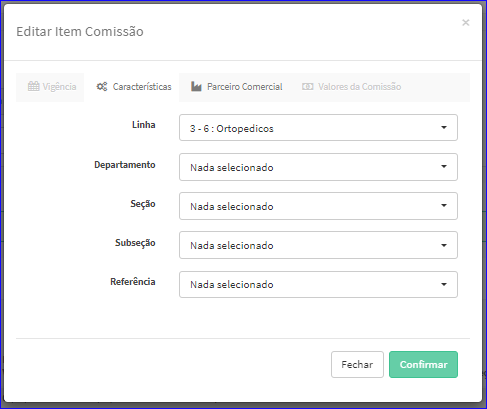 Editar Item Comissão
×
Vigência Características Parceiro Comercial Valores da Comissão
Linha 3 - 6 : Ortopedicos
Departamento Nada selecionado
Seção Nada selecionado
Subseção Nada selecionado
Referência Nada selecionado
Fechar Confirmar